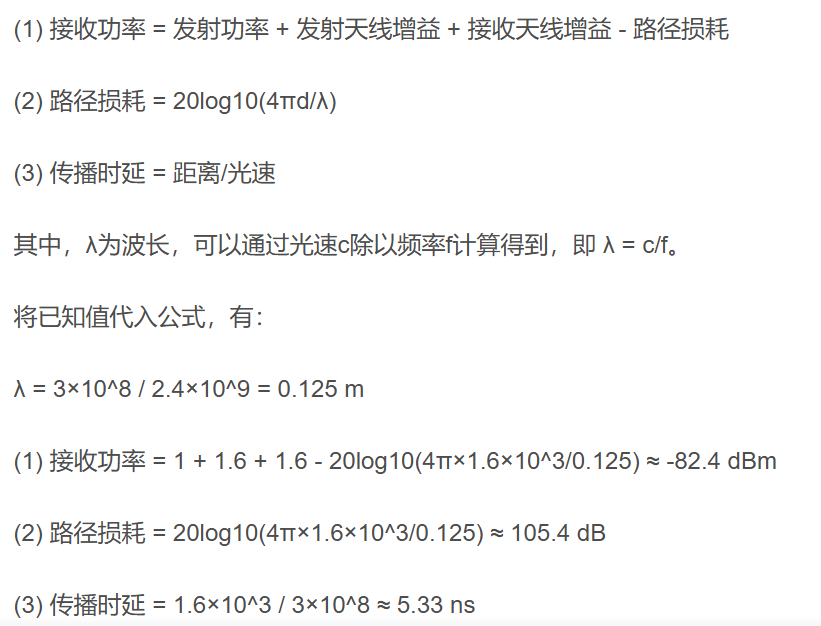 (1) 接收功率 = 发射功率 + 发射天线增益 + 接收天线增益 - 路径损耗
(2) 路径损耗 = 20log10(4πd/λ)
(3) 传播时延 = 距离/光速
其中，λ为波长，可以通过光速c除以频率f计算得到，即 λ = c/f。
将已知值代入公式，有：
λ = 3×10^8 / 2.4×10^9 = 0.125 m
(1) 接收功率 = 1 + 1.6 + 1.6 - 20log10(4π×1.6×10^3/0.125) ≈ -82.4 dBm
(2) 路径损耗 = 20log10(4π×1.6×10^3/0.125) ≈ 105.4 dB
(3) 传播时延 = 1.6×10^3 / 3×10^8 ≈ 5.33 ns